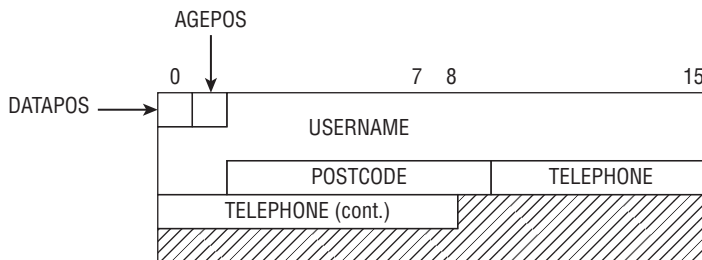 AGEPOS
0 7 8 15
DATAPOS
USERNAME
POSTCODE TELEPHONE
TELEPHONE (cont.)